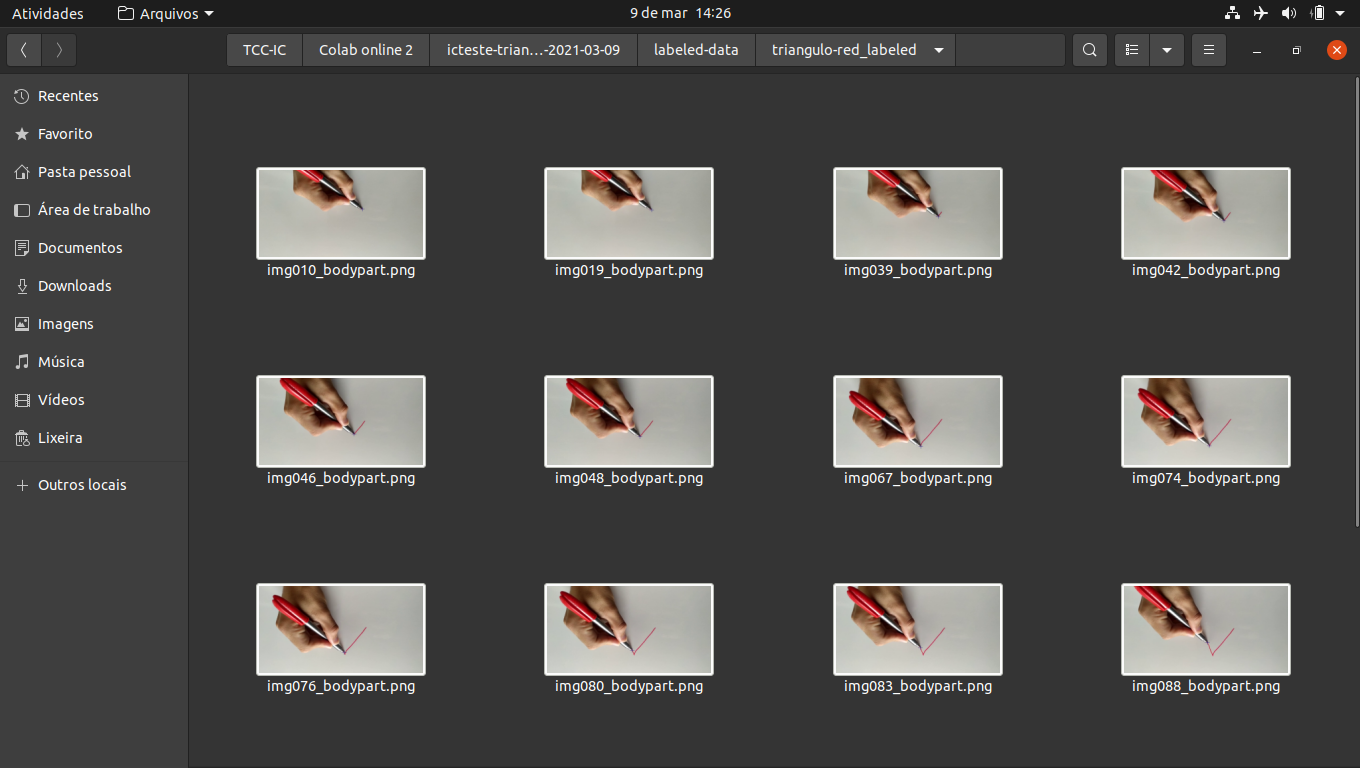 Atividades Arquivos 9 de mar 14:26
TCC-IC Colab online 2 icteste-trian...-2021-03-09 labeled-data triangulo-red_labeled
Recentes
Favorito
Pasta pessoal
Área de trabalho
Documentos
Downloads
Imagens
Música
Vídeos
Lixeira
Outros locais
img010_bodypart.png img019_bodypart.png img039_bodypart.png img042_bodypart.png
img046_bodypart.png img048_bodypart.png img067_bodypart.png img074_bodypart.png
img076_bodypart.png img080_bodypart.png img083_bodypart.png img088_bodypart.png